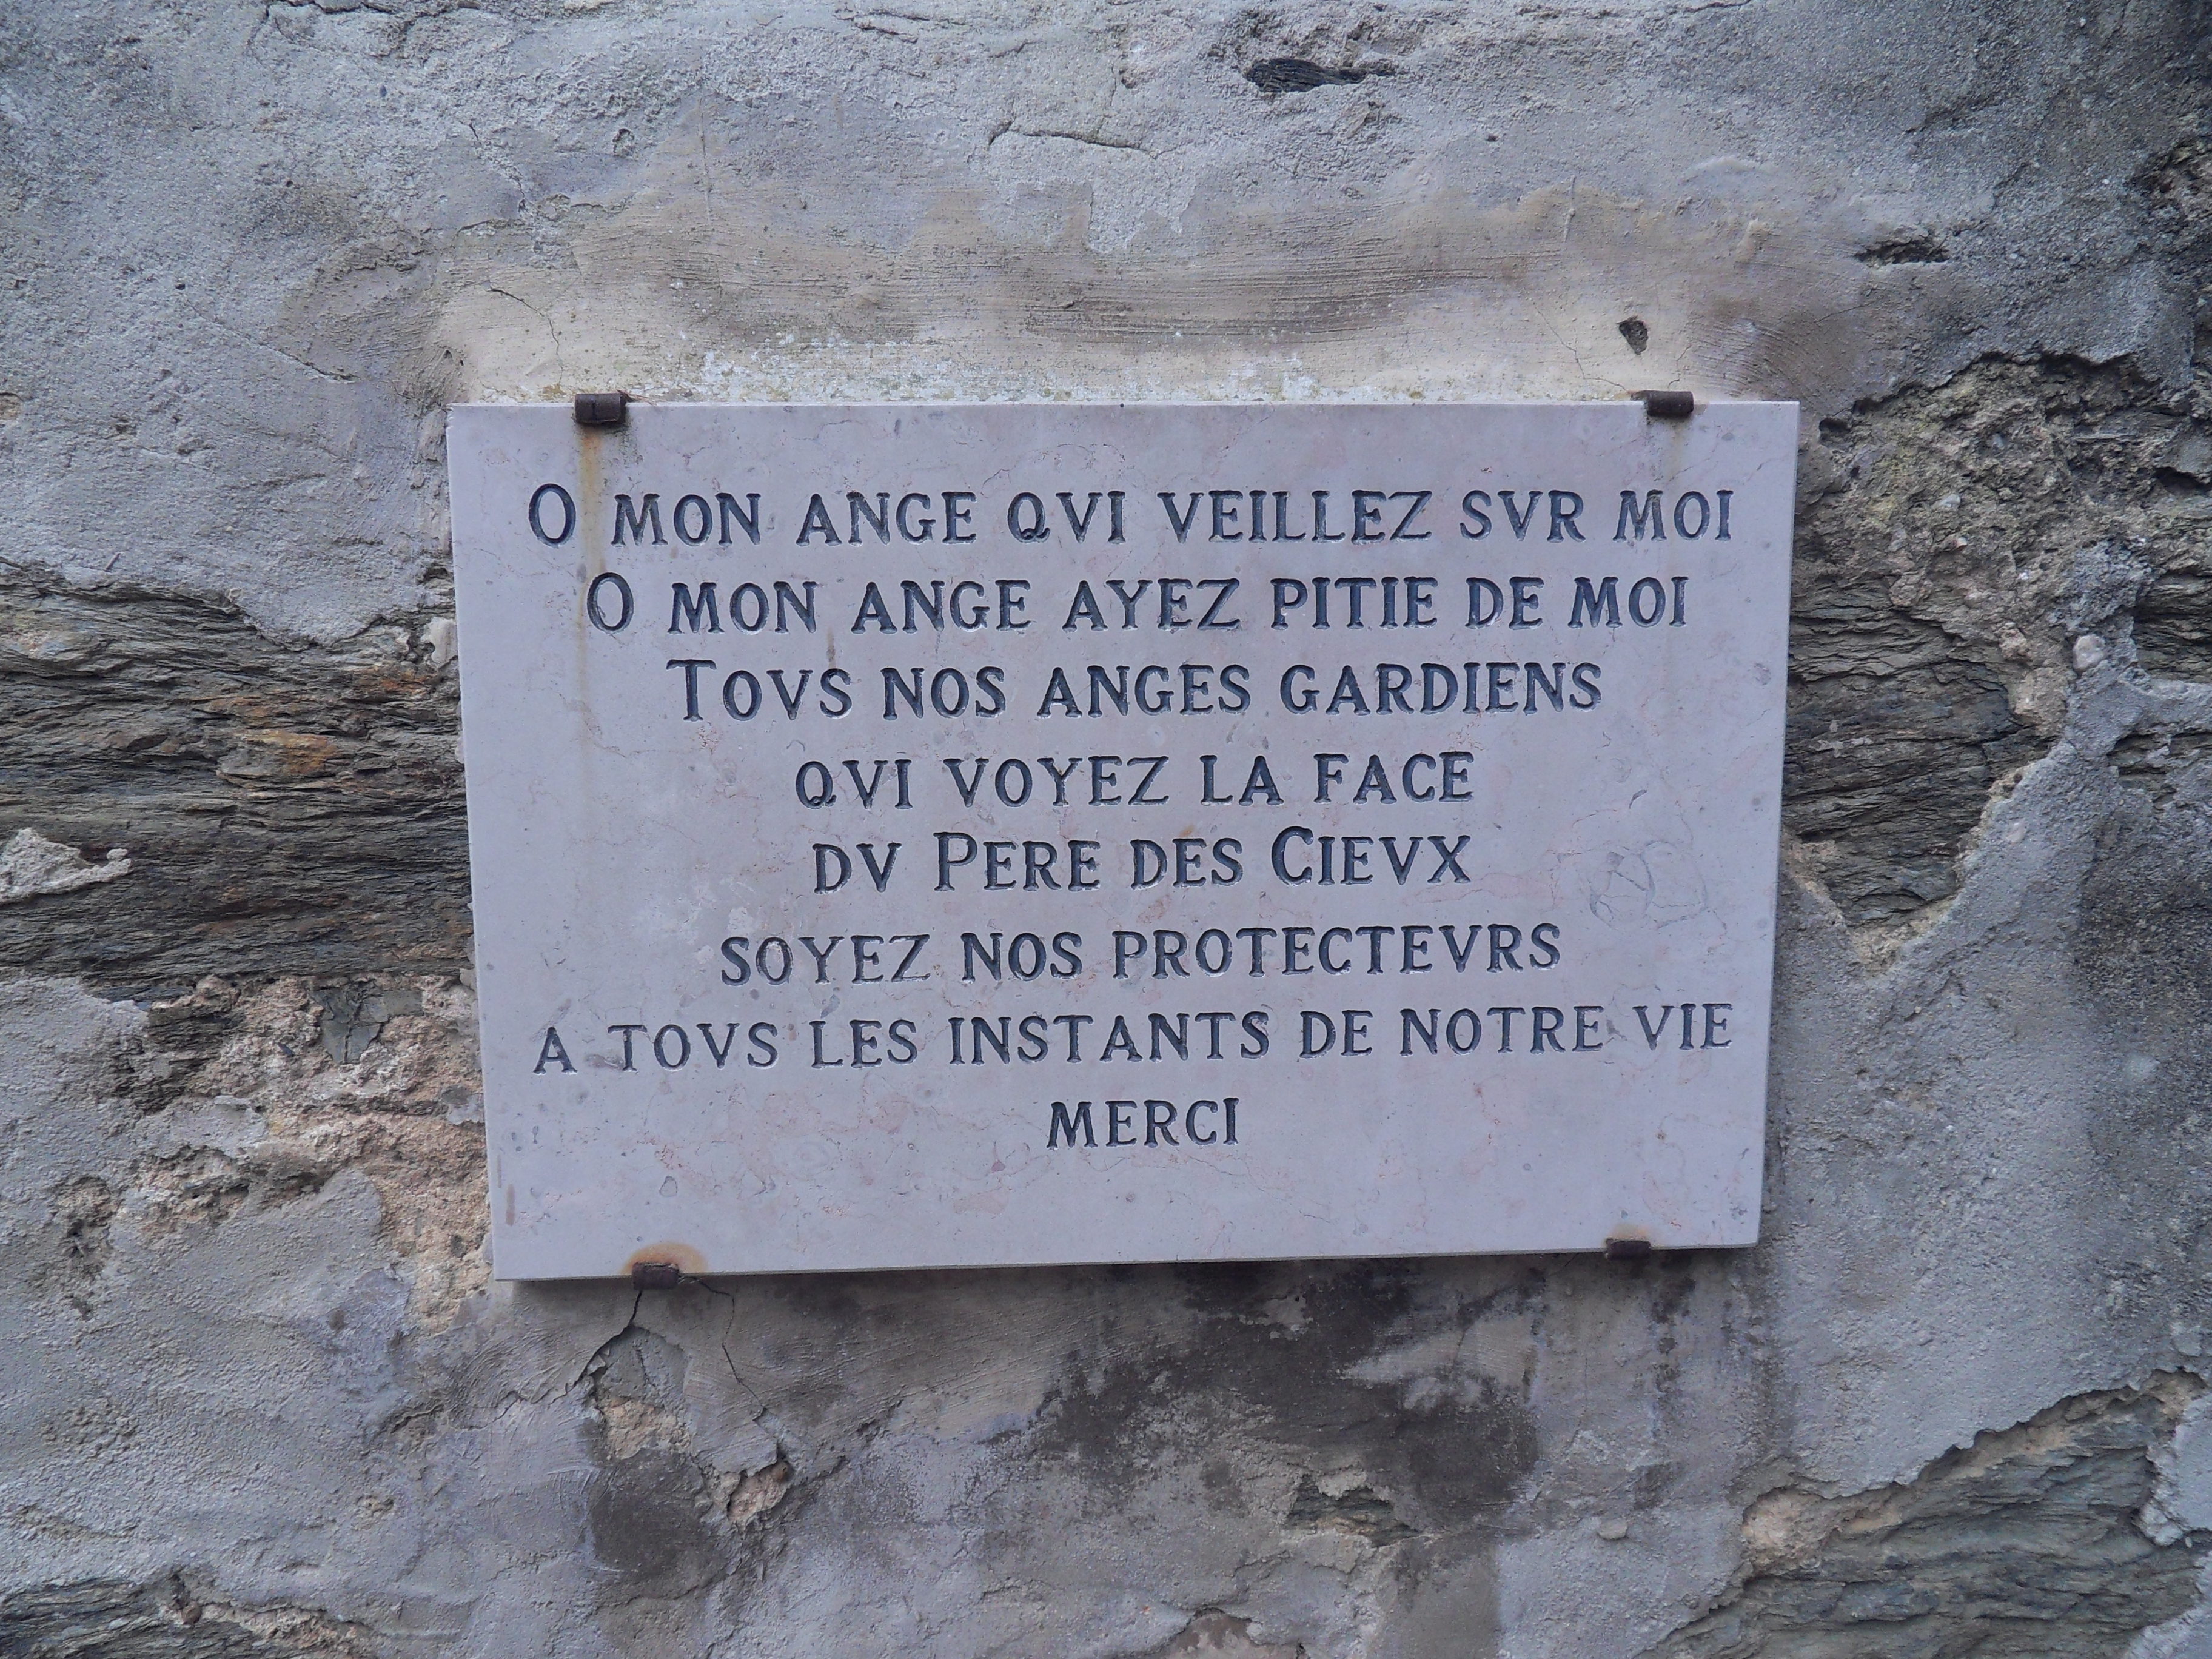 O MON ANGE QVI VEILLEZ SVR MOI
O MON ANGE AYEZ PITIE DE MOI
TOVS NOS ANGES GARDIENS
QVI VOYEZ LA FACE
DV PERE DES CIEVX
SOYEZ NOS PROTECTEVRS
A TOVS LES INSTANTS DE NOTRE VIE
MERCI